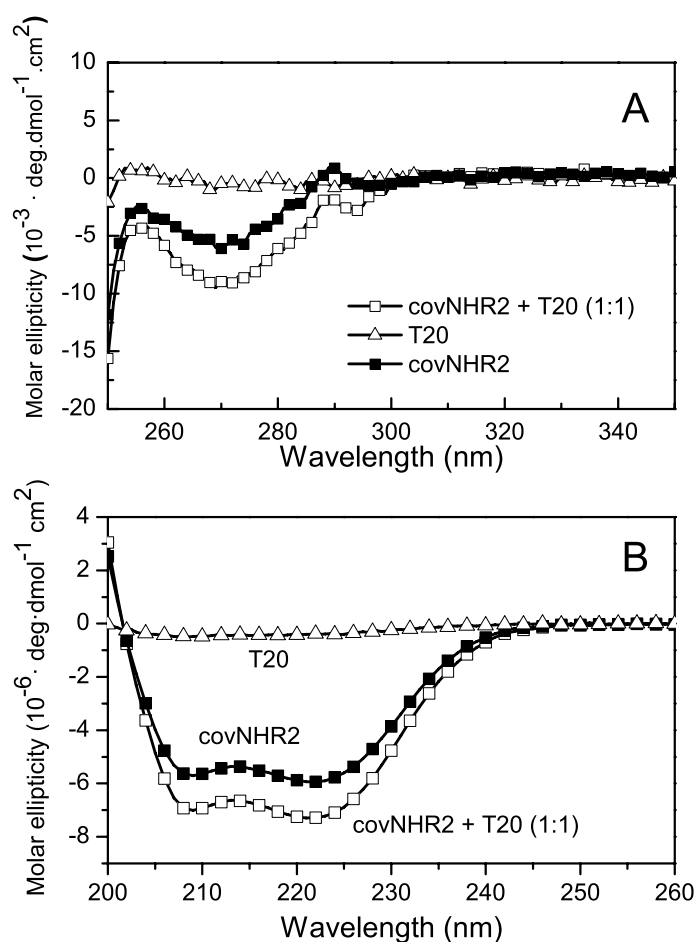 Molar ellipticity (10⁻³ · deg.dmol⁻¹.cm²)
10
5
0
-5
-10
-15
-20
A
covNHR2 + T20 (1:1)
T20
covNHR2
260 280 300 320 340
Wavelength (nm)
Molar ellipticity (10⁻⁶· deg·dmol⁻¹ cm²)
4
2
0
-2
-4
-6
-8
B
T20
covNHR2
covNHR2 + T20 (1:1)
200 210 220 230 240 250 260
Wavelength (nm)